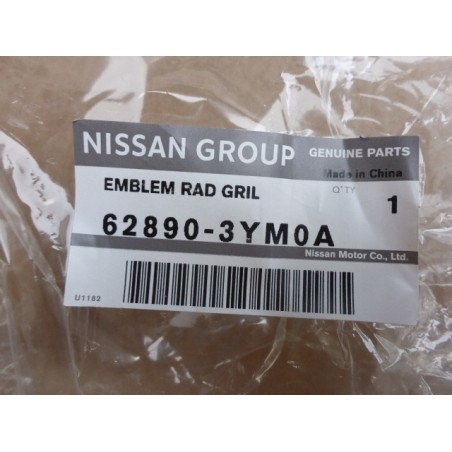 NISSAN GROUP GENUINE PARTS
Made in China
EMBLEM RAD GRIL Q'TY
62890-3YM0A 1
Nissan Motor Co., Ltd.
U1182